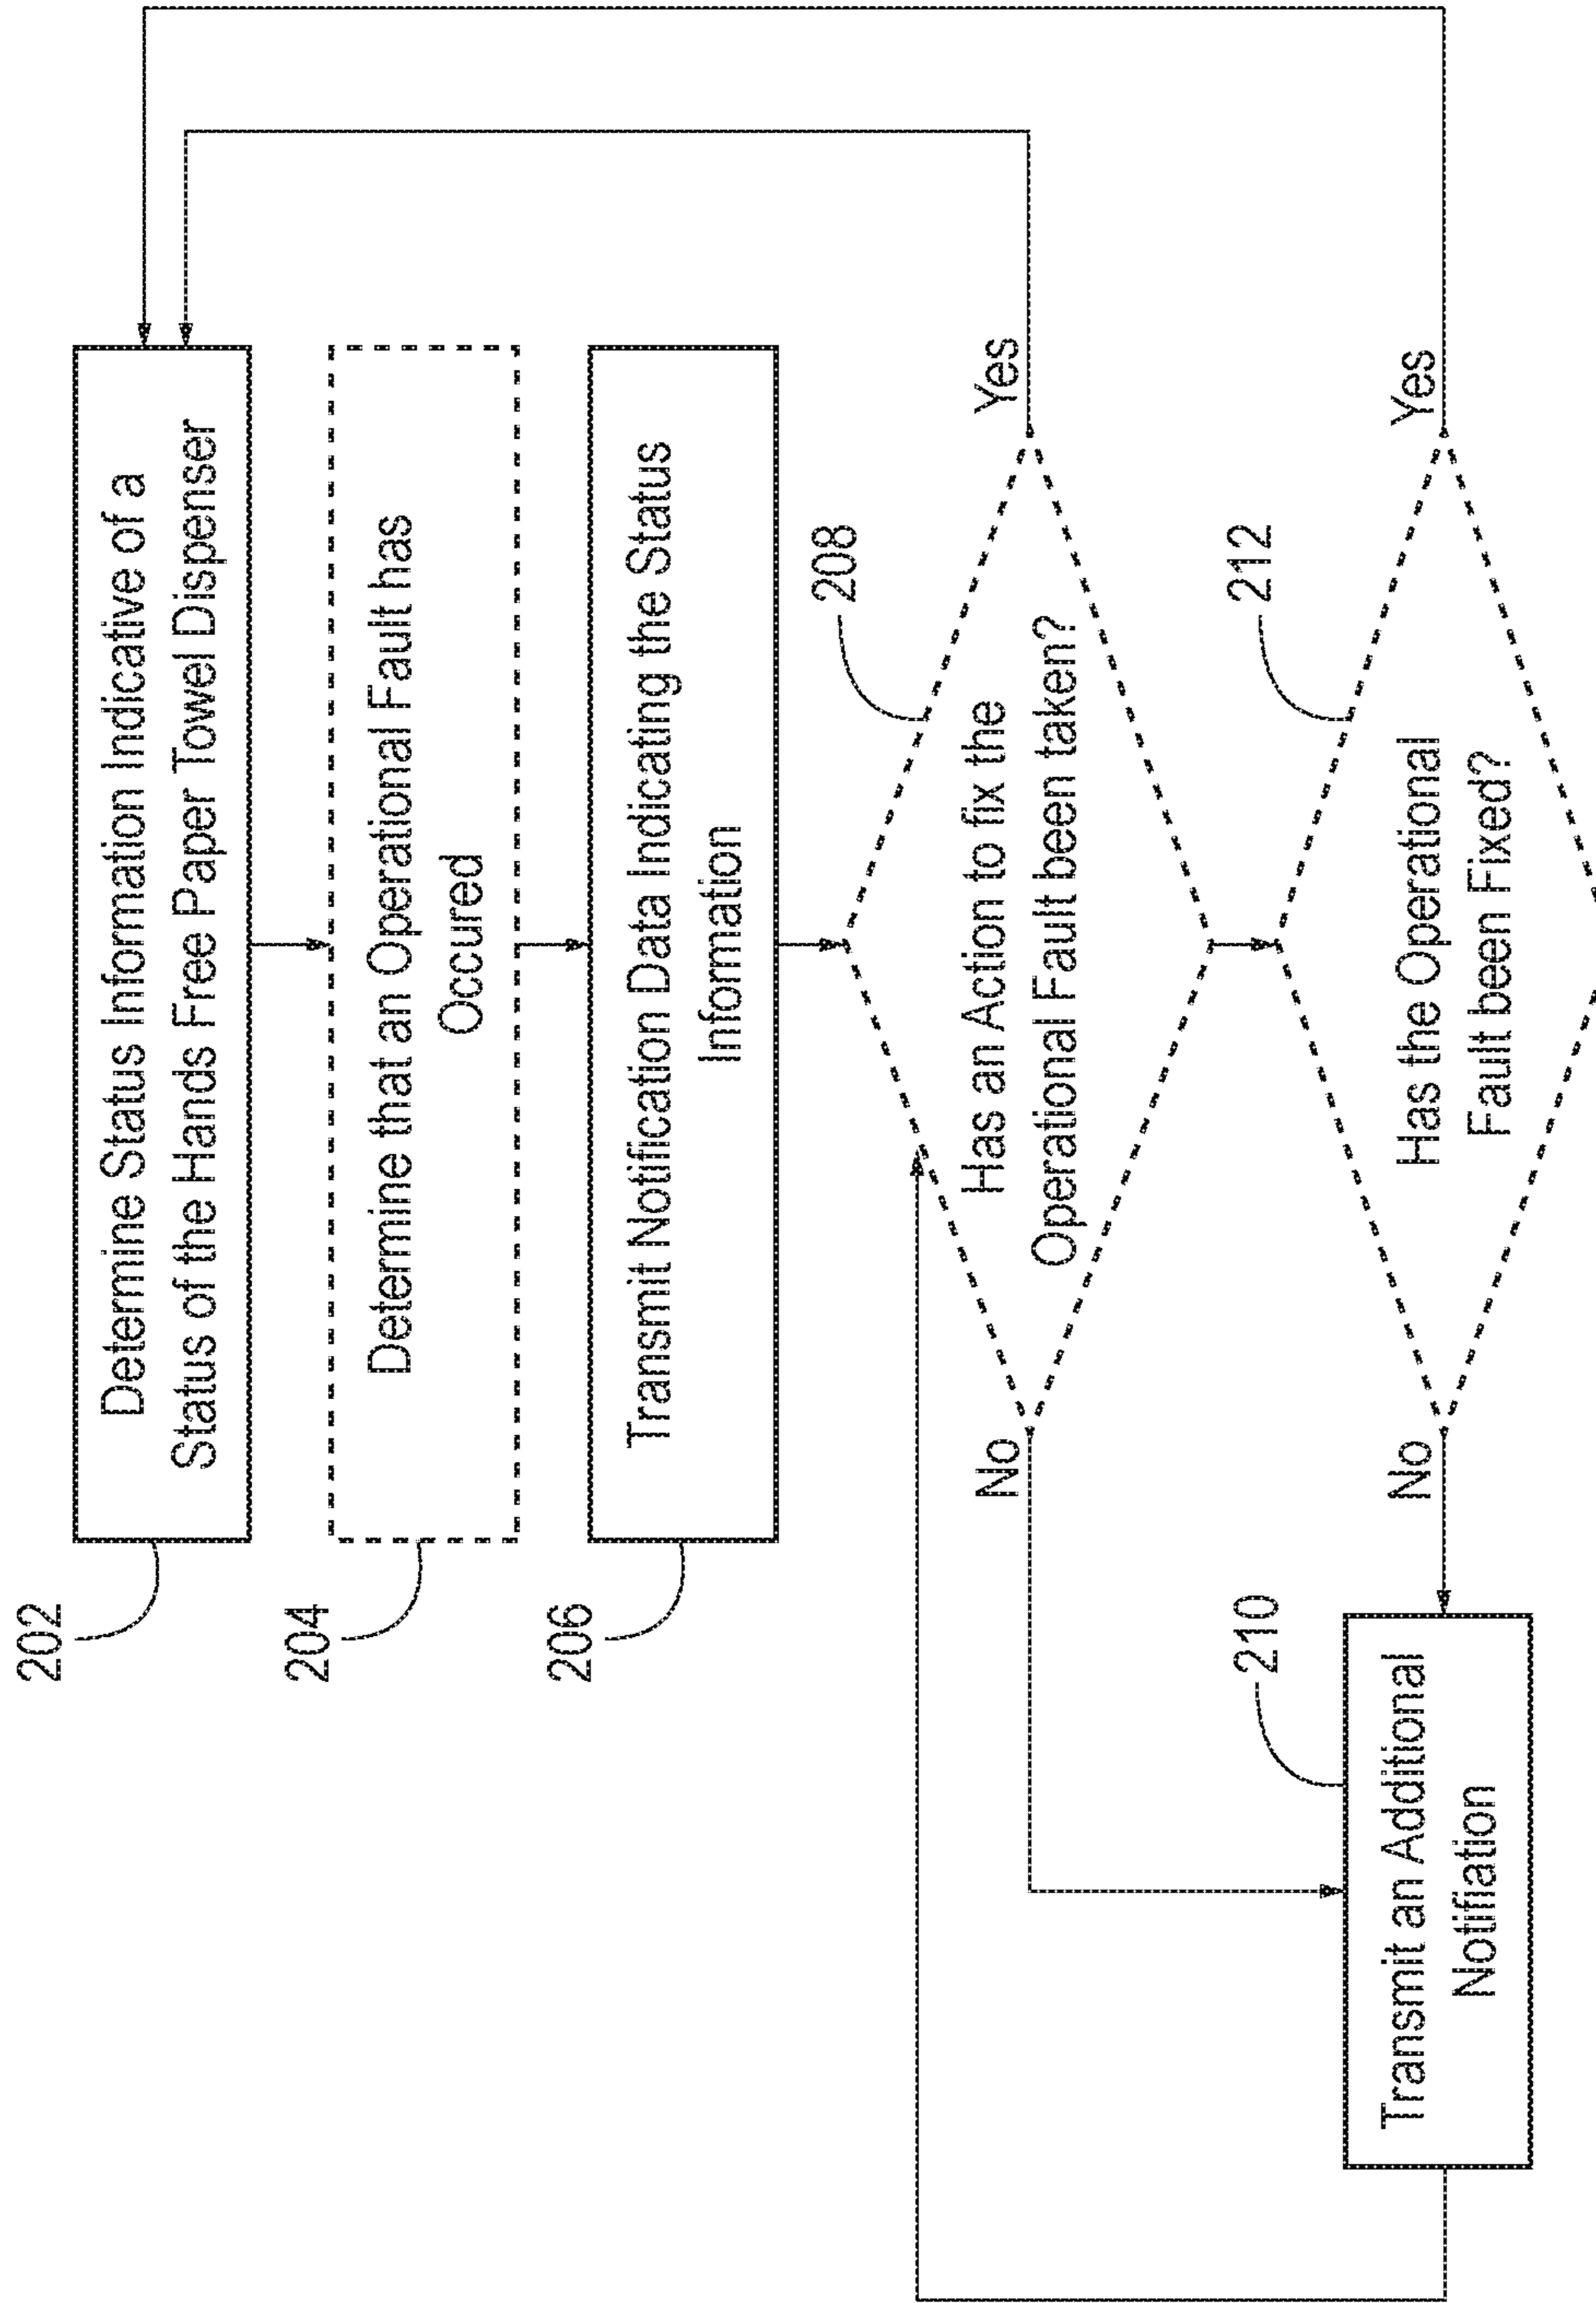 202
Determine Status Information Indicative of a
Status of the Hands Free Paper Towel Dispenser
204
Determine that an Operational Fault has
Occured
206
Transmit Notification Data Indicating the Status
Information
208
Has an Action to fix the
Operational Fault been taken?
No
Yes
212
Has the Operational
Fault been Fixed?
No
Yes
210
Transmit an Additional
Notifiation